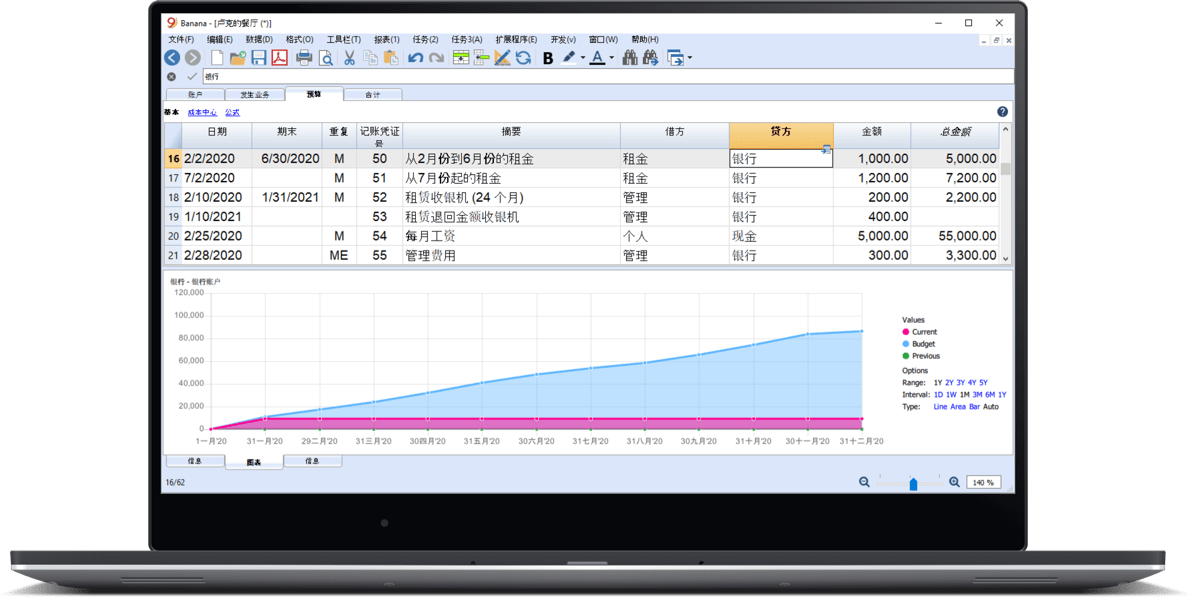 Banana - [卢克的餐厅 (*)]
文件(F) 编辑(E) 数据(D) 格式(O) 工具栏(T) 报表(1) 任务(2) 任务3(A) 扩展程序(E) 开发(v) 窗口(W) 帮助(H)
银行
账户 发生业务 预算 合计
基本 成本中心 公式
日期 期末 重复 记账凭证号 摘要 借方 贷方 金额 总金额
16 2/2/2020 6/30/2020 M 50 从2月份到6月份的租金 租金 银行 1,000.00 5,000.00
17 7/2/2020 M 51 从7月份起的租金 租金 银行 1,200.00 7,200.00
18 2/10/2020 1/31/2021 M 52 租赁收银机 (24 个月) 管理 银行 200.00 2,200.00
19 1/10/2021 53 租赁退回金额收银机 管理 银行 400.00
20 2/25/2020 M 54 每月工资 个人 现金 5,000.00 55,000.00
21 2/28/2020 ME 55 管理费用 管理 银行 300.00 3,300.00
银行 - 银行账户
120,000
100,000
80,000
60,000
40,000
20,000
0
一月'20 31一月'20 29二月'20 31三月'20 30四月'20 31五月'20 30六月'20 31七月'20 31八月'20 30九月'20 31十月'20 30十一月'20 31十二月'20
Values
Current
Budget
Previous
Options
Range: 1Y 2Y 3Y 4Y 5Y
Interval: 1D 1W 1M 3M 6M 1Y
Type: Line Area Bar Auto
信息 图表 信息
16/62 140 %